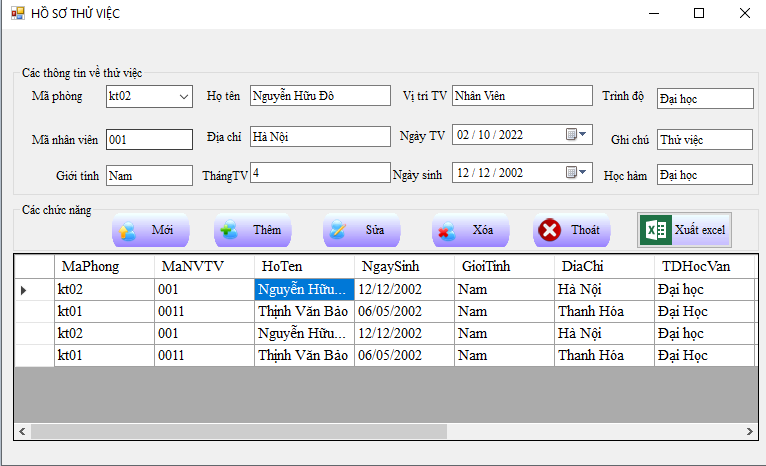 HỒ SƠ THỬ VIỆC
Các thông tin về thử việc
Mã phòng kt02 Họ tên Nguyễn Hữu Đô Vị trí TV Nhân Viên Trình độ Đại học
Mã nhân viên 001 Địa chỉ Hà Nội Ngày TV 02 / 10 / 2022 Ghi chú Thử việc
Giới tính Nam ThángTV 4 Ngày sinh 12 / 12 / 2002 Học hàm Đại học
Các chức năng
Mới Thêm Sửa Xóa Thoát Xuất excel
MaPhong MaNVTV HoTen NgaySinh GioiTính DiaChi TDHocVan
kt02 001 Nguyễn Hữu... 12/12/2002 Nam Hà Nội Đại học
kt01 0011 Thịnh Văn Bảo 06/05/2002 Nam Thanh Hóa Đại Học
kt02 001 Nguyễn Hữu... 12/12/2002 Nam Hà Nội Đại học
kt01 0011 Thịnh Văn Bảo 06/05/2002 Nam Thanh Hóa Đại Học